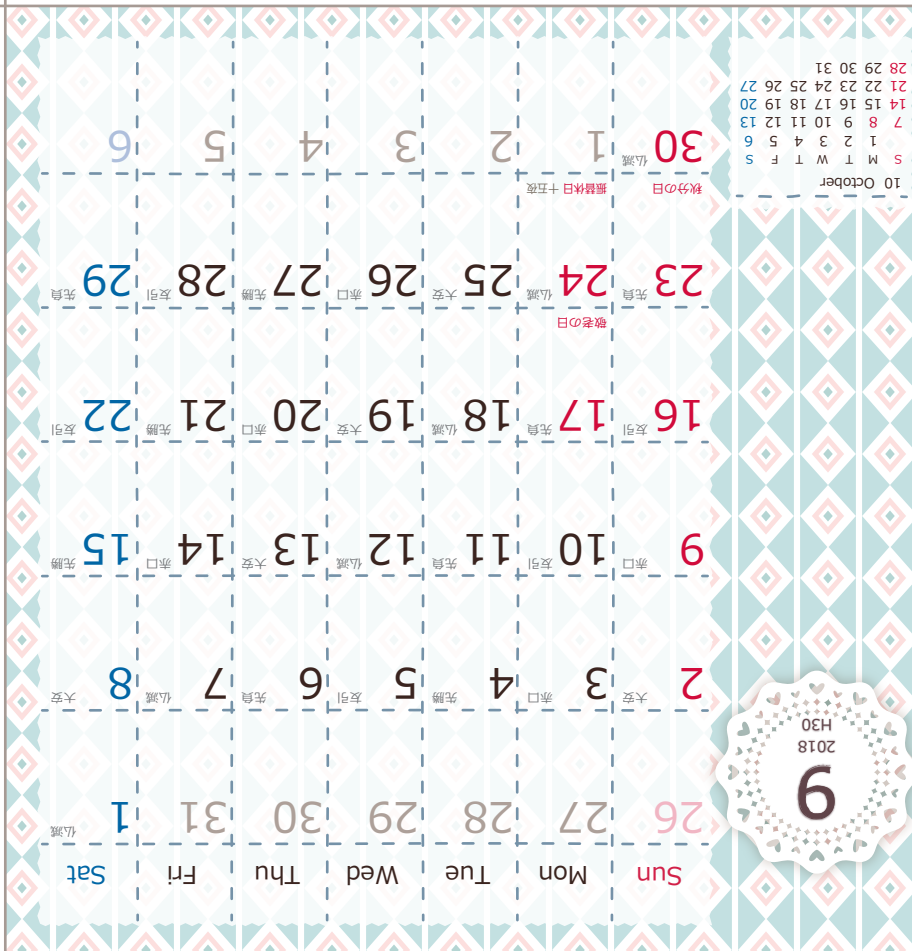 9
2018
H30
Sun Mon Tue Wed Thu Fri Sat
26 27 28 29 30 31 1 仏滅
2 大安 3 赤口 4 先勝 5 友引 6 先負 7 仏滅 8 大安
9 赤口 10 友引 11 先負 12 仏滅 13 大安 14 赤口 15 先勝
16 友引 17 先負 18 仏滅 19 大安 20 赤口 21 先勝 22 友引
敬老の日
23 先負 24 仏滅 25 大安 26 赤口 27 先勝 28 友引 29 先負
秋分の日 振替休日 十五夜
30 仏滅 1 2 3 4 5 6
10 October
S M T W T F S
1 2 3 4 5 6
7 8 9 10 11 12 13
14 15 16 17 18 19 20
21 22 23 24 25 26 27
28 29 30 31